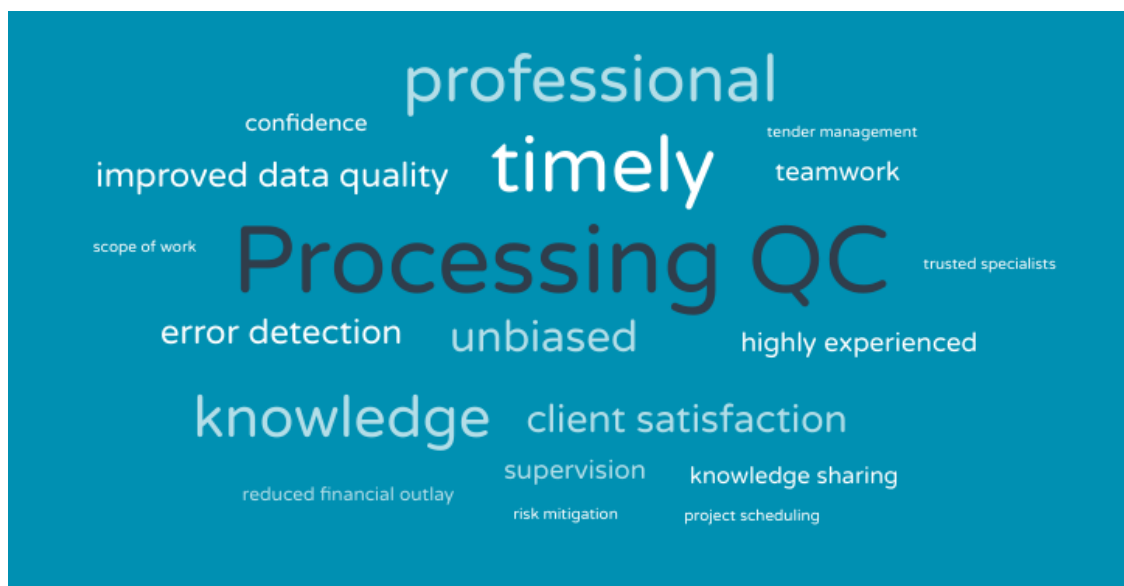 professional
confidence
tender management
improved data quality
timely
teamwork
scope of work
Processing QC
trusted specialists
error detection
unbiased
highly experienced
knowledge
client satisfaction
supervision
knowledge sharing
reduced financial outlay
risk mitigation
project scheduling